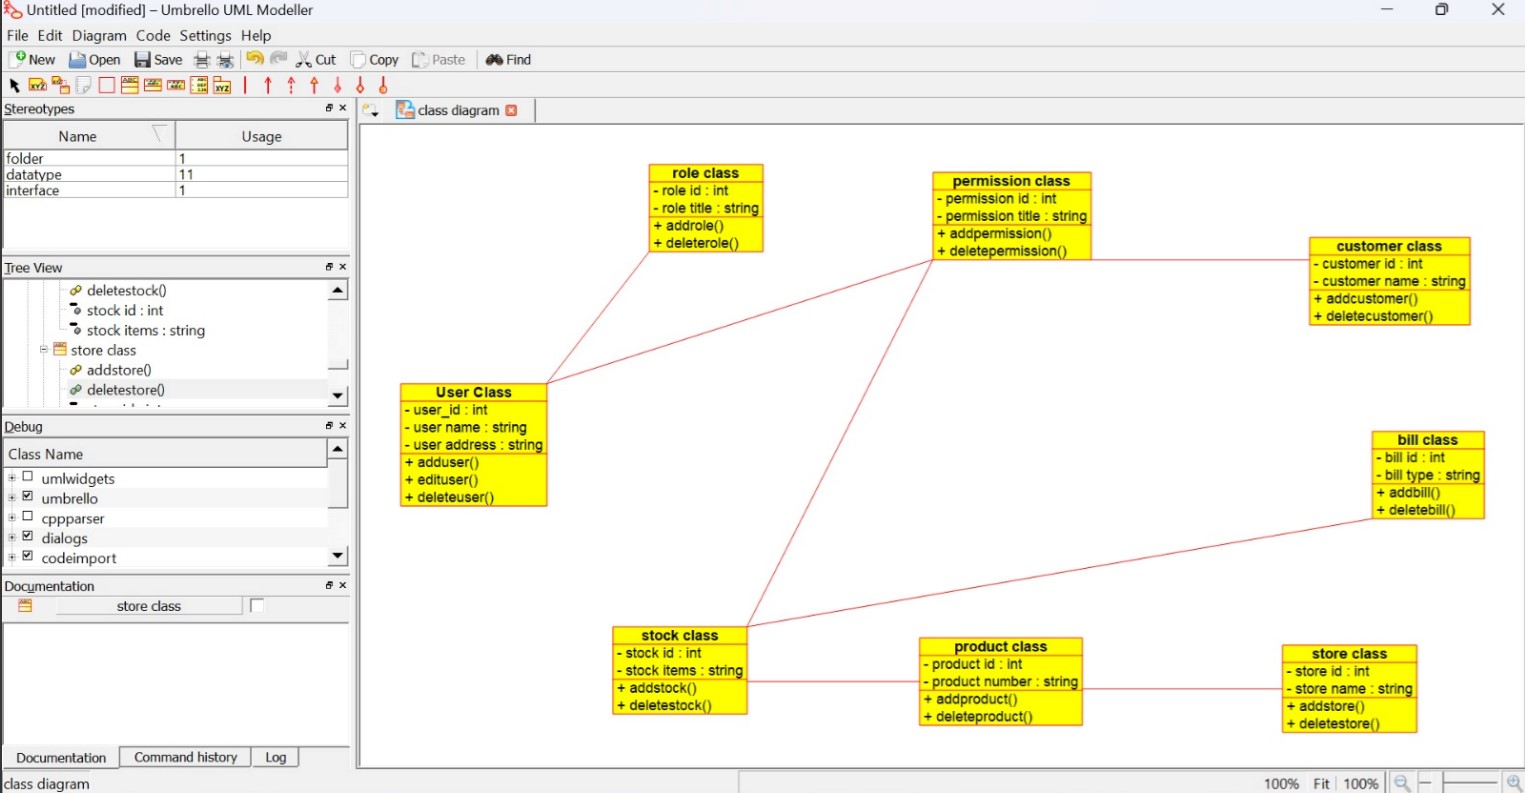 Untitled [modified] – Umbrello UML Modeller
File Edit Diagram Code Settings Help
New Open Save Cut Copy Paste Find
Stereotypes
Name Usage
folder 1
datatype 11
interface 1
Tree View
deletestock()
stock id : int
stock items : string
store class
addstore()
deletestore()
Debug
Class Name
umlwidgets
umbrello
cppparser
dialogs
codeimport
Documentation
store class
Documentation Command history Log
class diagram
class diagram
role class
- role id : int
- role title : string
+ addrole()
+ deleterole()
permission class
- permission id : int
- permission title : string
+ addpermission()
+ deletepermission()
customer class
- customer id : int
- customer name : string
+ addcustomer()
+ deletecustomer()
User Class
- user_id : int
- user name : string
- user address : string
+ adduser()
+ edituser()
+ deleteuser()
bill class
- bill id : int
- bill type : string
+ addbill()
+ deletebill()
stock class
- stock id : int
- stock items : string
+ addstock()
+ deletestock()
product class
- product id : int
- product number : string
+ addproduct()
+ deleteproduct()
store class
- store id : int
- store name : string
+ addstore()
+ deletestore()
100% Fit 100%